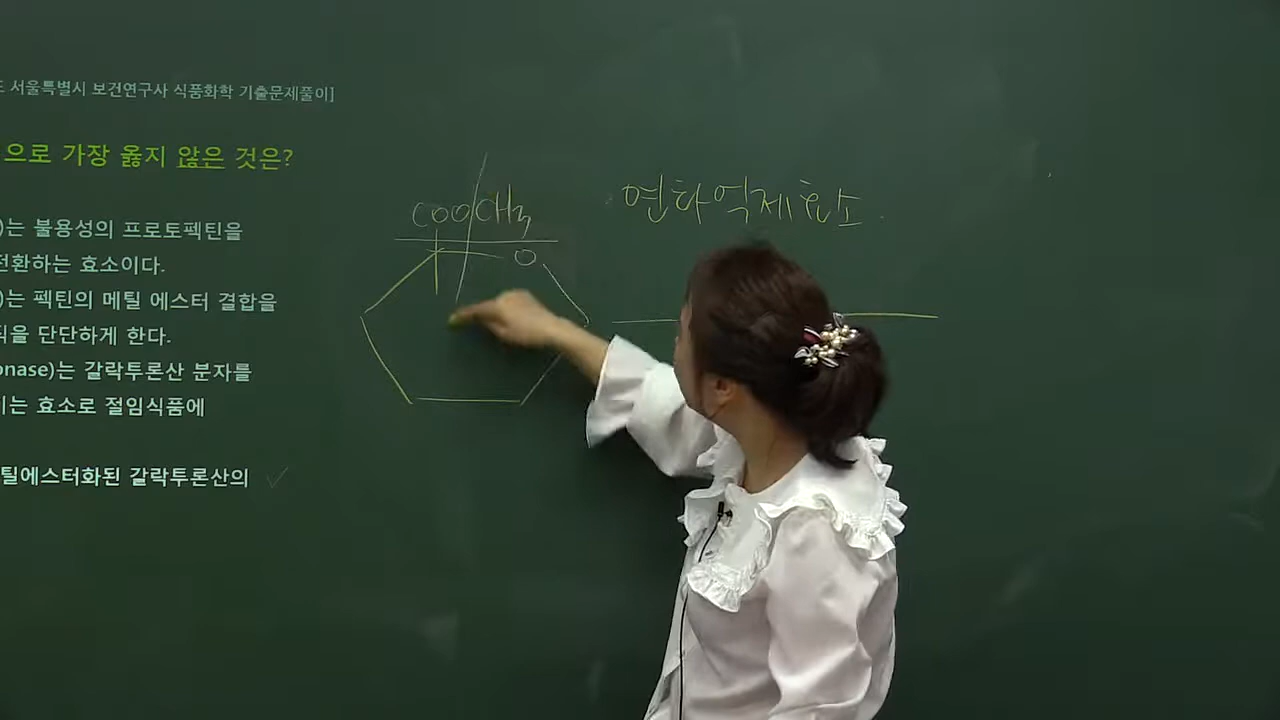 서울특별시 보건연구사 식품화학 기출문제풀이]
으로 가장 옳지 않은 것은?
)는 불용성의 프로토펙틴을
전환하는 효소이다.
)는 펙틴의 메틸 에스터 결합을
을 단단하게 한다.
onase)는 갈락투론산 분자를
이는 효소로 절임식품에
틸에스터화된 갈락투론산의
COOCH3
O
연화억제효소